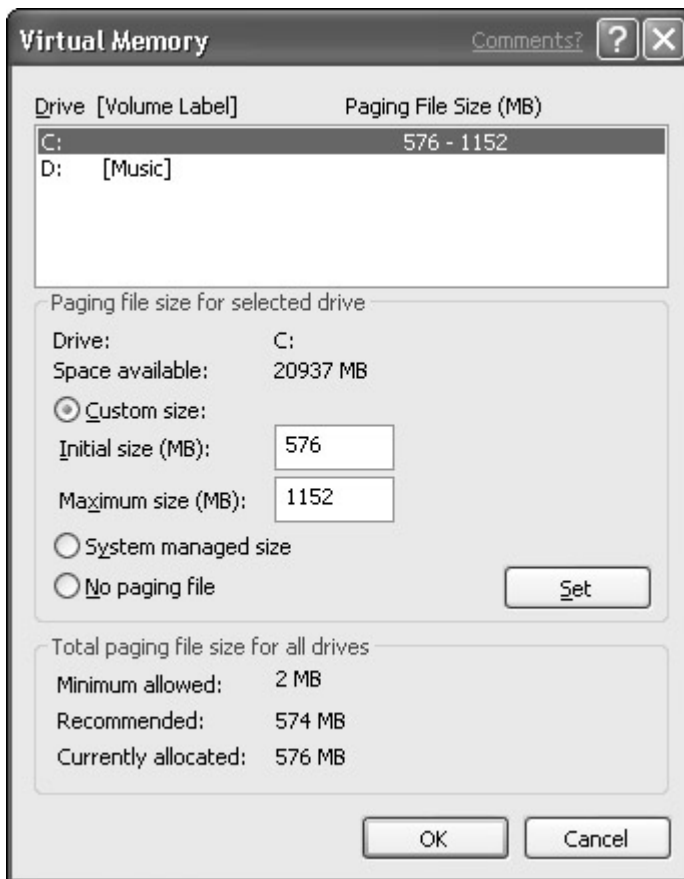 Virtual Memory Comments? ? X
Drive [Volume Label] Paging File Size (MB)
C: 576 - 1152
D: [Music]
Paging file size for selected drive
Drive: C:
Space available: 20937 MB
Custom size:
Initial size (MB): 576
Maximum size (MB): 1152
System managed size
No paging file Set
Total paging file size for all drives
Minimum allowed: 2 MB
Recommended: 574 MB
Currently allocated: 576 MB
OK Cancel